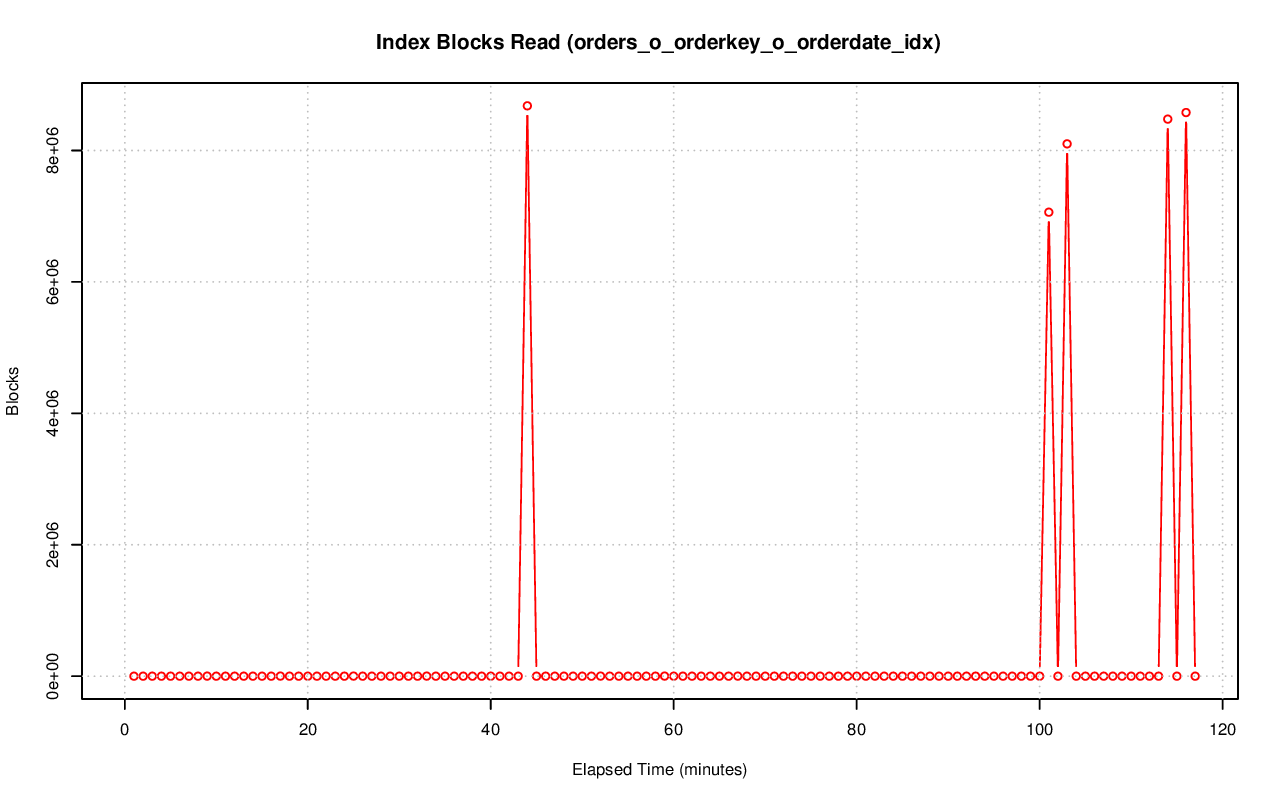 Index Blocks Read (orders_o_orderkey_o_orderdate_idx)
8e+06
6e+06
4e+06
2e+06
0e+00
Blocks
0 20 40 60 80 100 120
Elapsed Time (minutes)